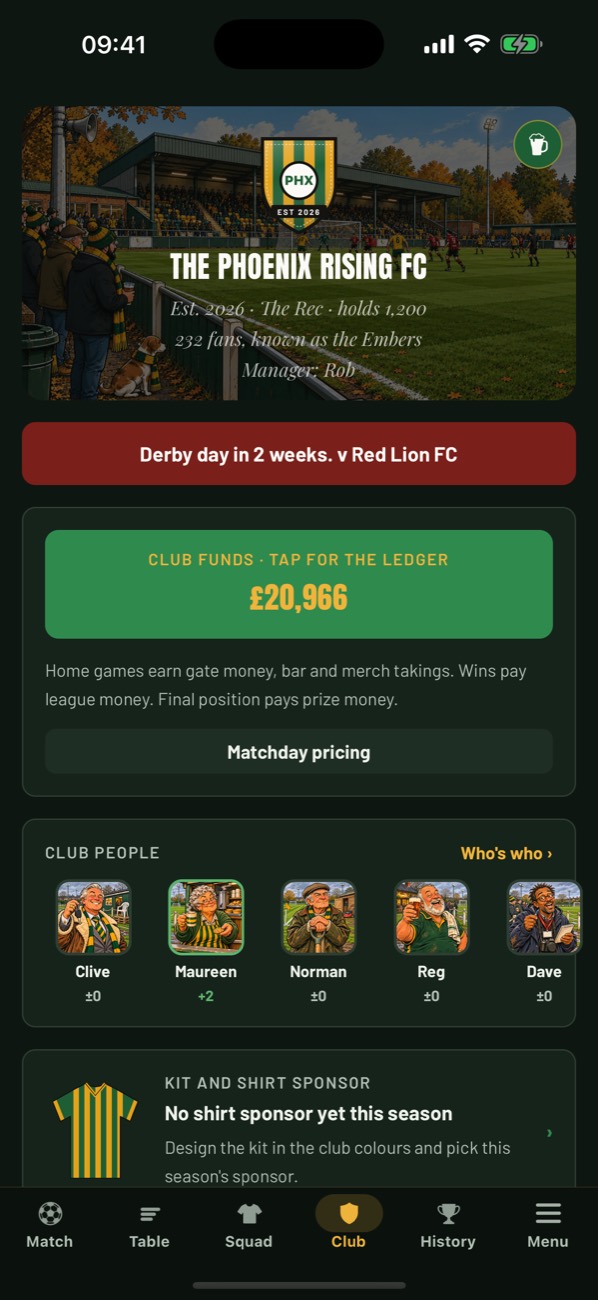 09:41
PHX
EST 2026
THE PHOENIX RISING FC
Est. 2026 · The Rec · holds 1,200
232 fans, known as the Embers
Manager: Rob
Derby day in 2 weeks. v Red Lion FC
CLUB FUNDS · TAP FOR THE LEDGER
£20,966
Home games earn gate money, bar and merch takings. Wins pay
league money. Final position pays prize money.
Matchday pricing
CLUB PEOPLE
Who's who ›
Clive
Maureen
Norman
Reg
Dave
±0
+2
±0
±0
±0
KIT AND SHIRT SPONSOR
No shirt sponsor yet this season
Design the kit in the club colours and pick this
season's sponsor.
Match
Table
Squad
Club
History
Menu